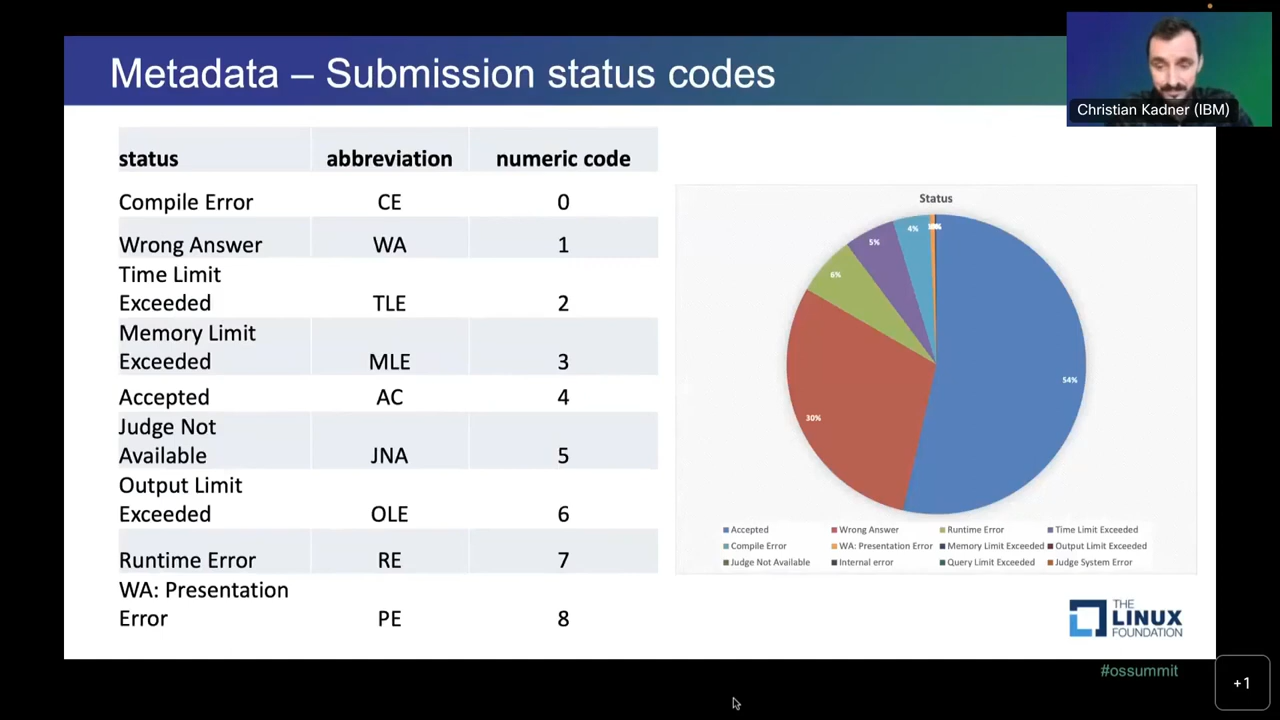 Metadata – Submission status codes
Christian Kadner (IBM)
status abbreviation numeric code
Compile Error CE 0
Wrong Answer WA 1
Time Limit
Exceeded TLE 2
Memory Limit
Exceeded MLE 3
Accepted AC 4
Judge Not
Available JNA 5
Output Limit
Exceeded OLE 6
Runtime Error RE 7
WA: Presentation
Error PE 8
Status
5% 4%
6%
54%
30%
Accepted Wrong Answer Runtime Error Time Limit Exceeded
Compile Error WA: Presentation Error Memory Limit Exceeded Output Limit Exceeded
Judge Not Available Internal error Query Limit Exceeded Judge System Error
THE
LINUX
FOUNDATION
#ossummit
+1